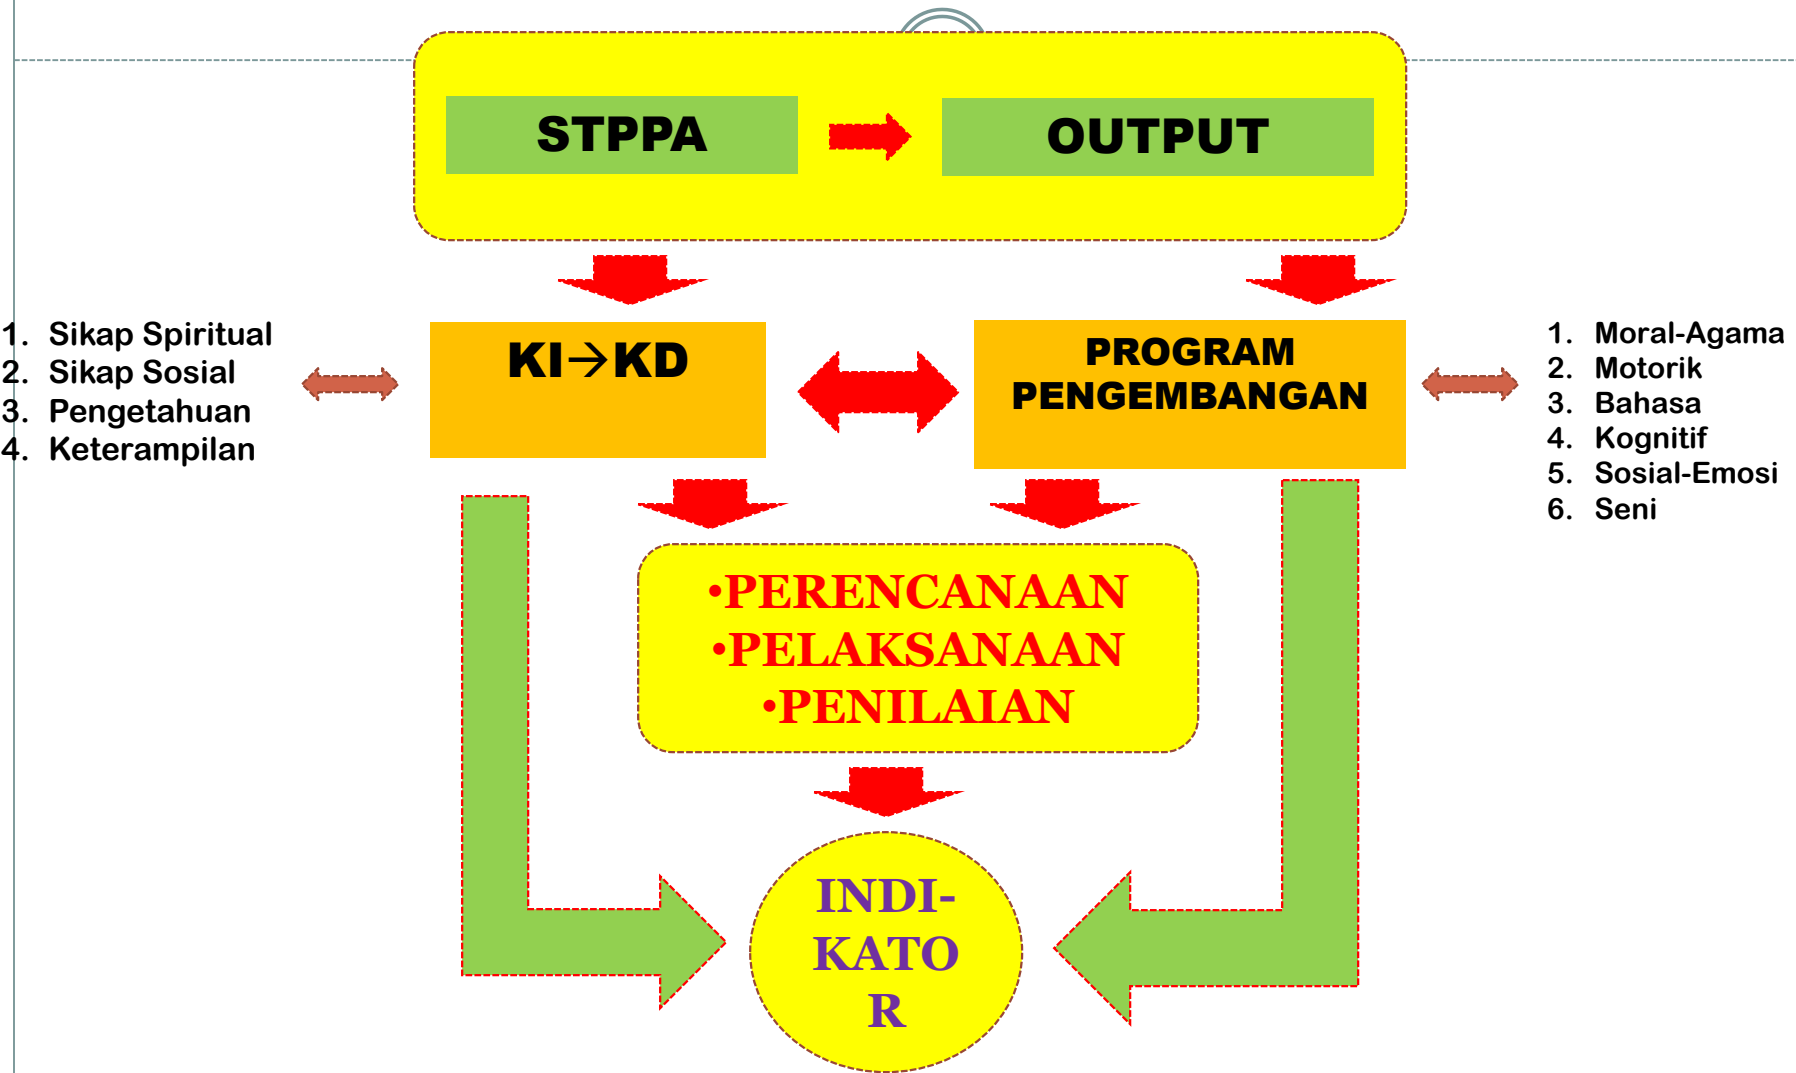 STPPA
OUTPUT
1. Sikap Spiritual
2. Sikap Sosial
3. Pengetahuan
4. Keterampilan
KI→KD
PROGRAM
PENGEMBANGAN
1. Moral-Agama
2. Motorik
3. Bahasa
4. Kognitif
5. Sosial-Emosi
6. Seni
•PERENCANAAN
•PELAKSANAAN
•PENILAIAN
INDI-
KATO
R